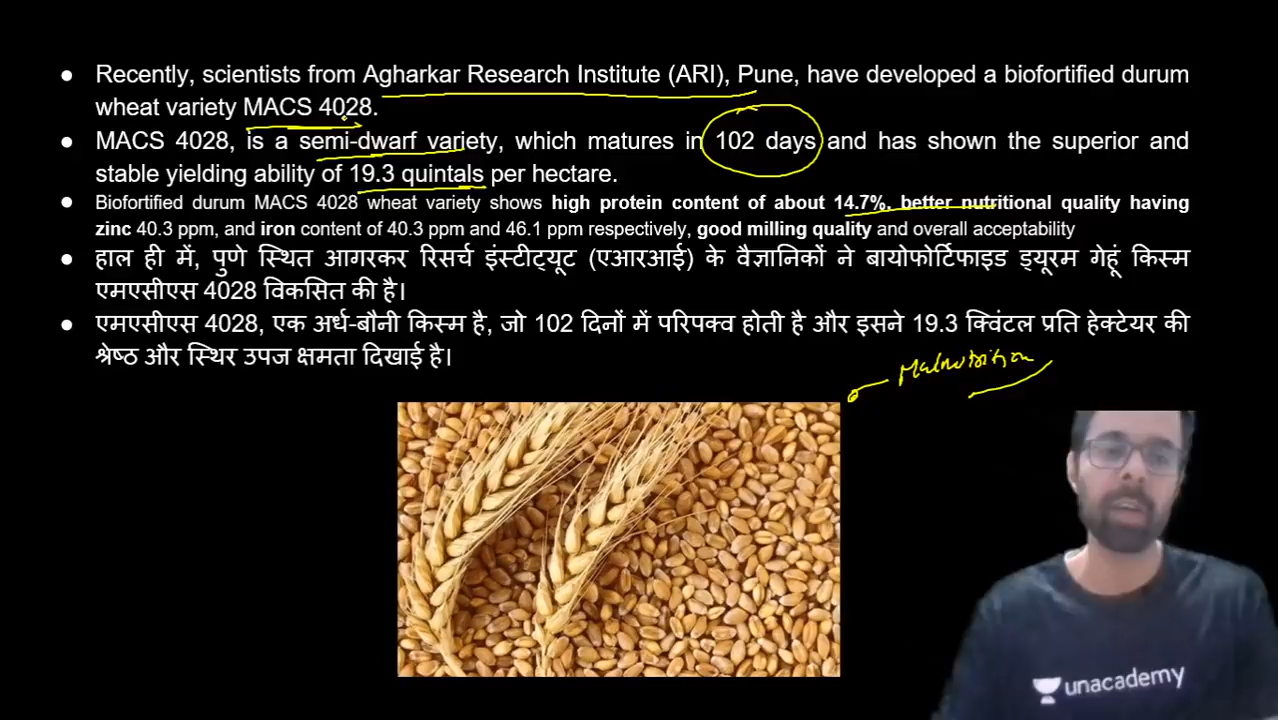 Recently, scientists from Agharkar Research Institute (ARI), Pune, have developed a biofortified durum
wheat variety MACS 4028.
MACS 4028, is a semi-dwarf variety, which matures in 102 days and has shown the superior and
stable yielding ability of 19.3 quintals per hectare.
Biofortified durum MACS 4028 wheat variety shows high protein content of about 14.7%, better nutritional quality having
zinc 40.3 ppm, and iron content of 40.3 ppm and 46.1 ppm respectively, good milling quality and overall acceptability
हाल ही में, पुणे स्थित आगरकर रिसर्च इंस्टीट्यूट (एआरआई) के वैज्ञानिकों ने बायोफोर्टिफाइड ड्यूरम गेहूं किस्म
एमएसीएस 4028 विकसित की है।
एमएसीएस 4028, एक अर्ध-बौनी किस्म है, जो 102 दिनों में परिपक्व होती है और इसने 19.3 क्विंटल प्रति हेक्टेयर की
श्रेष्ठ और स्थिर उपज क्षमता दिखाई है।
Malnutrition
unacademy